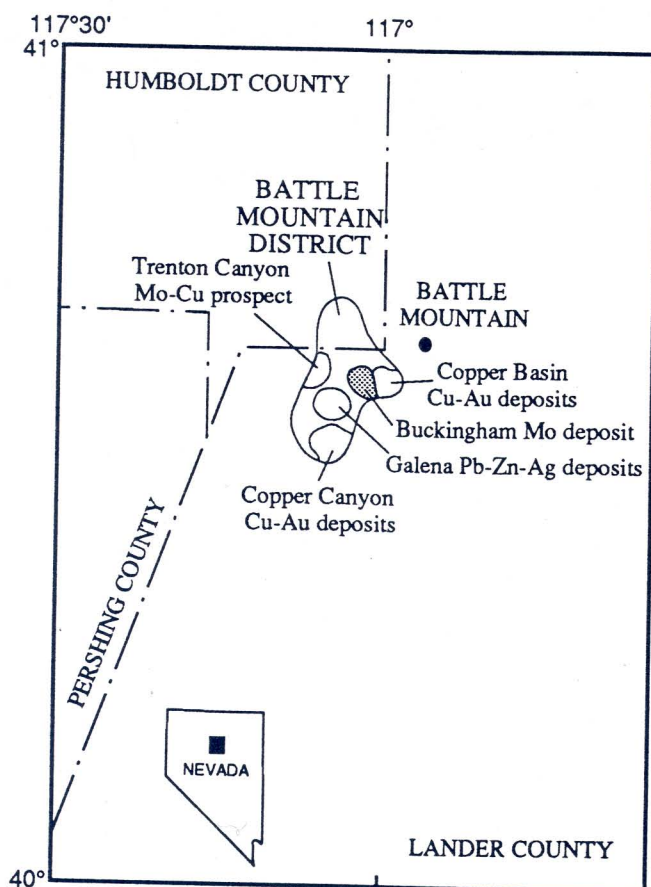 117°30'
117°
41°
HUMBOLDT COUNTY
BATTLE
MOUNTAIN
DISTRICT
Trenton Canyon
Mo-Cu prospect
BATTLE
MOUNTAIN
Copper Basin
Cu-Au deposits
Buckingham Mo deposit
Galena Pb-Zn-Ag deposits
Copper Canyon
Cu-Au deposits
PERSHING COUNTY
NEVADA
LANDER COUNTY
40°